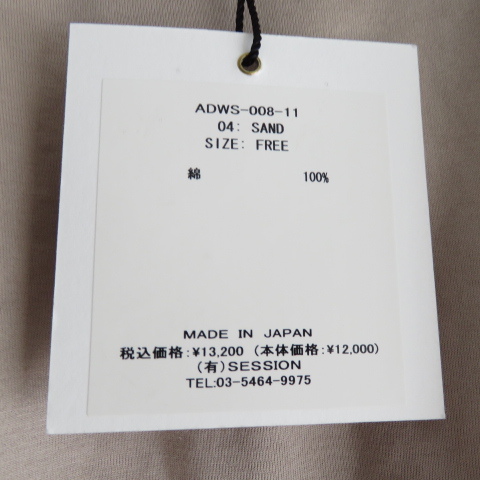 ADWS-008-11
04: SAND
SIZE: FREE
綿 100%
MADE IN JAPAN
税込価格:¥13,200 (本体価格:¥12,000)
(有)SESSION
TEL:03-5464-9975